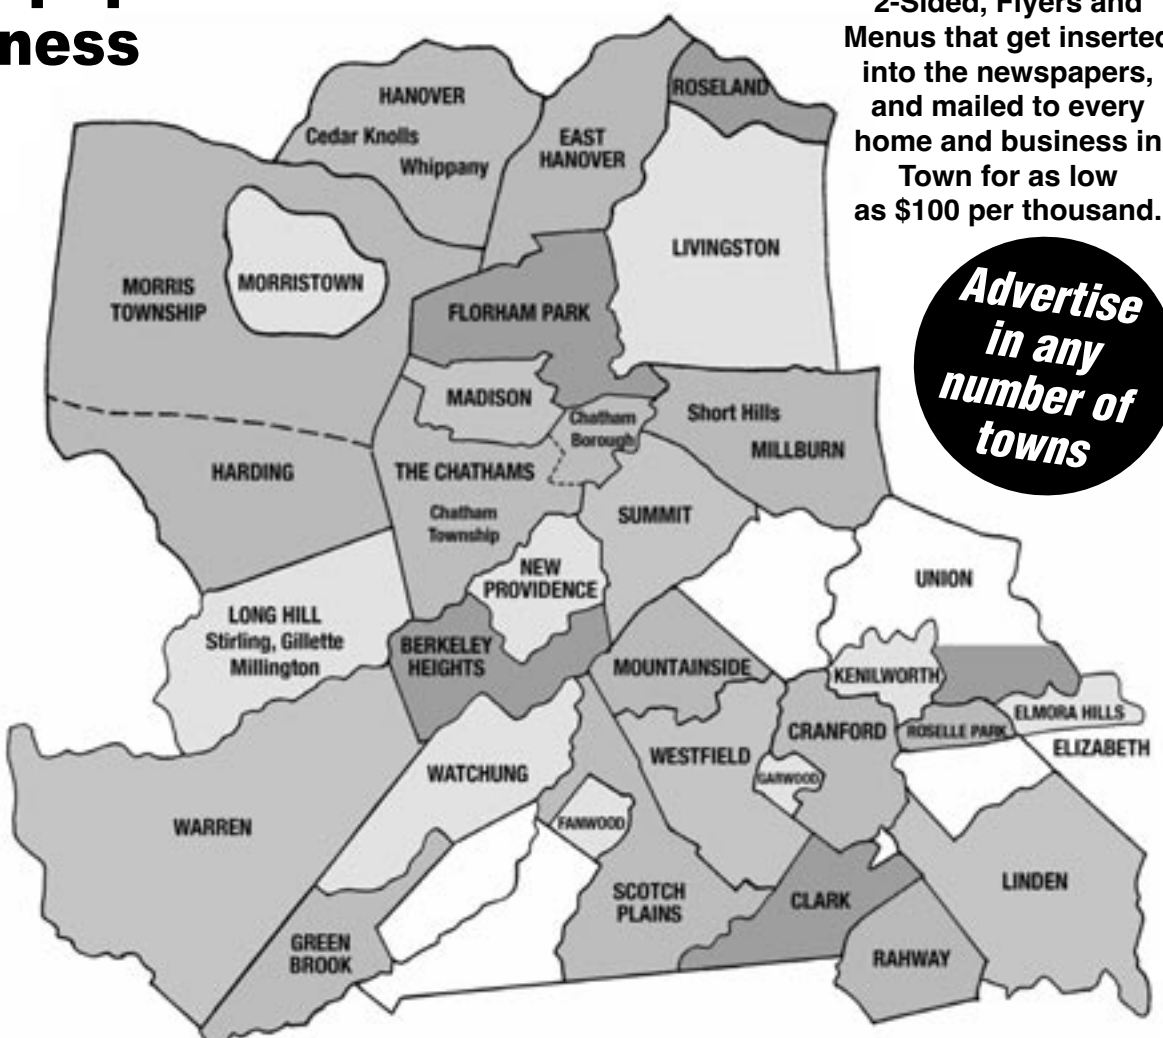 ness
2-Sided, Flyers and
Menus that get inserted
into the newspapers,
and mailed to every
home and business in
Town for as low
as $100 per thousand.
Advertise
in any
number of
towns
ROSELAND
HANOVER
Cedar Knolls
Whippany
EAST
HANOVER
LIVINGSTON
MORRIS
TOWNSHIP
MORRISTOWN
FLORHAM PARK
MADISON
Chatham
Borough
Short Hills
MILLBURN
HARDING
THE CHATHAMS
Chatham
Township
SUMMIT
NEW
PROVIDENCE
UNION
LONG HILL
Stirling, Gillette
Millington
BERKELEY
HEIGHTS
MOUNTAINSIDE
KENILWORTH
ELMORA HILLS
CRANFORD
ROSELLE PARK
ELIZABETH
WESTFIELD
GARWOOD
WATCHUNG
WARREN
FANWOOD
SCOTCH
PLAINS
CLARK
LINDEN
GREEN
BROOK
RAHWAY